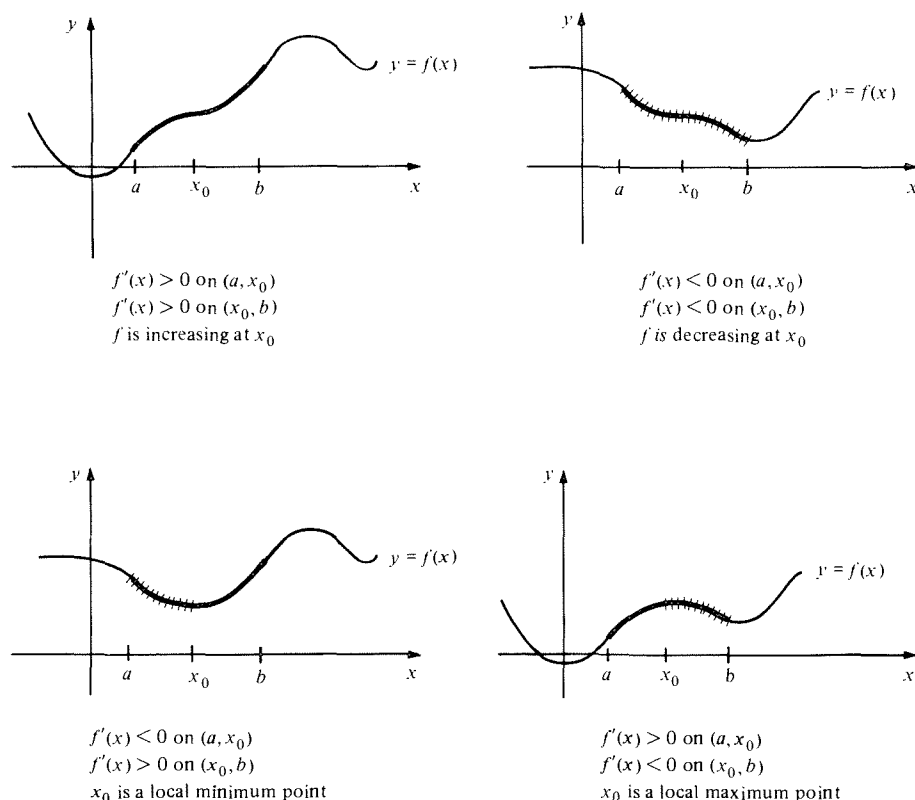 y
y = f(x)
a x₀ b x
f'(x) > 0 on (a, x₀)
f'(x) > 0 on (x₀, b)
f is increasing at x₀
y
y = f(x)
a x₀ b x
f'(x) < 0 on (a, x₀)
f'(x) < 0 on (x₀, b)
f is decreasing at x₀
y
y = f(x)
a x₀ b x
f'(x) < 0 on (a, x₀)
f'(x) > 0 on (x₀, b)
x₀ is a local minimum point
y
y = f(x)
a x₀ b x
f'(x) > 0 on (a, x₀)
f'(x) < 0 on (x₀, b)
x₀ is a local maximum point